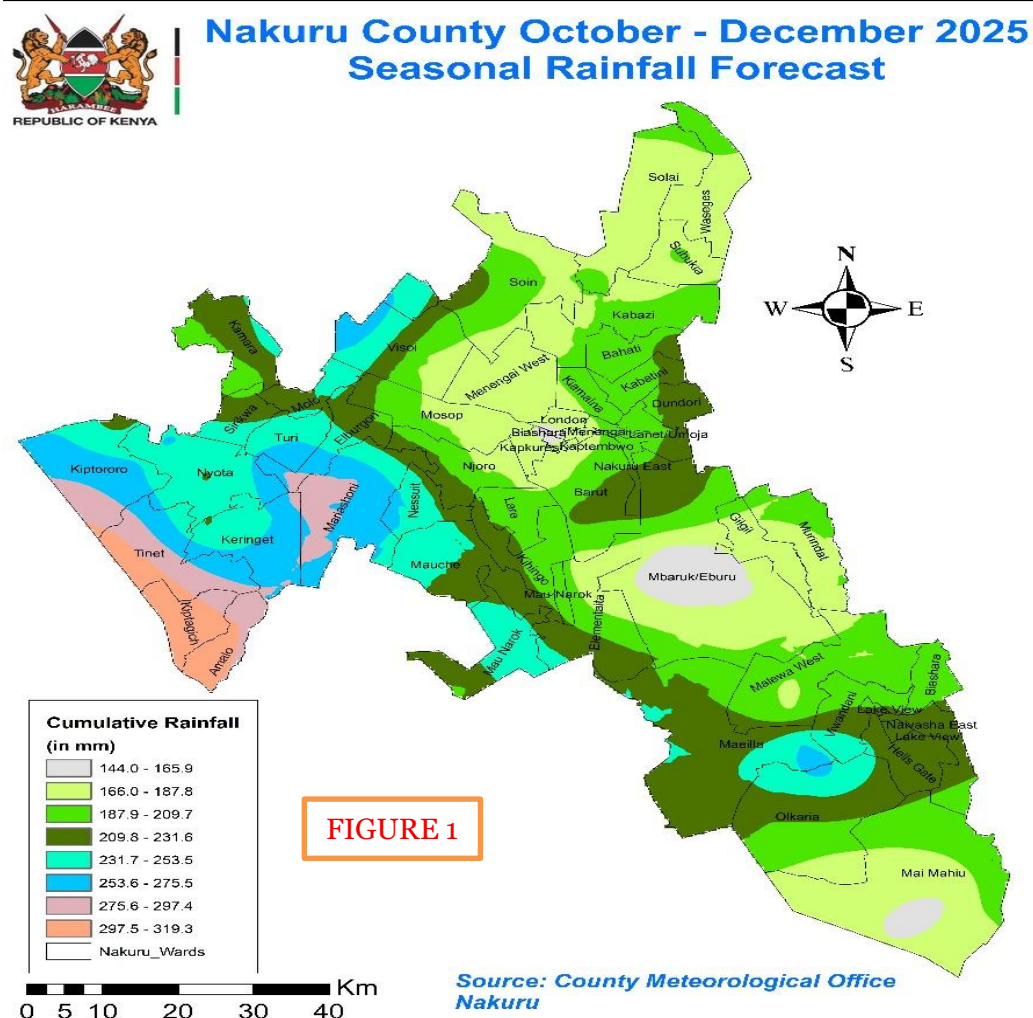 Nakuru County October - December 2025
Seasonal Rainfall Forecast
HARAMBEE
REPUBLIC OF KENYA
Solai
Wasoges
Subukia
N
W
E
S
Soin
Kabazi
Kamara
Visoi
Bahati
Menengai West
Kabatini
Kiamaina
Dundori
Sirikwa
Molo
Mosop
London
Elburgon
Biashara
Menengai
Lanet/Umoja
Turi
Kapkures
Kaptembwo
Kiptororo
Nyota
Njoro
Nakuru East
Barut
Mariashoni
Nessuit
Lare
Gilgil
Murindat
Keringet
Tinet
Mauche
Kihingo
Mbaruk/Eburu
Mau Narok
Kiptagich
Elementaita
Amalo
Mau Narok
Malewa West
Biashara
Viwandani
Lake View
Naivasha East
Lake View
Maeilla
Hells Gate
Olkaria
Mai Mahiu
Cumulative Rainfall
(in mm)
144.0 - 165.9
166.0 - 187.8
187.9 - 209.7
209.8 - 231.6
231.7 - 253.5
253.6 - 275.5
275.6 - 297.4
297.5 - 319.3
Nakuru_Wards
FIGURE 1
Km
0 5 10 20 30 40
Source: County Meteorological Office
Nakuru